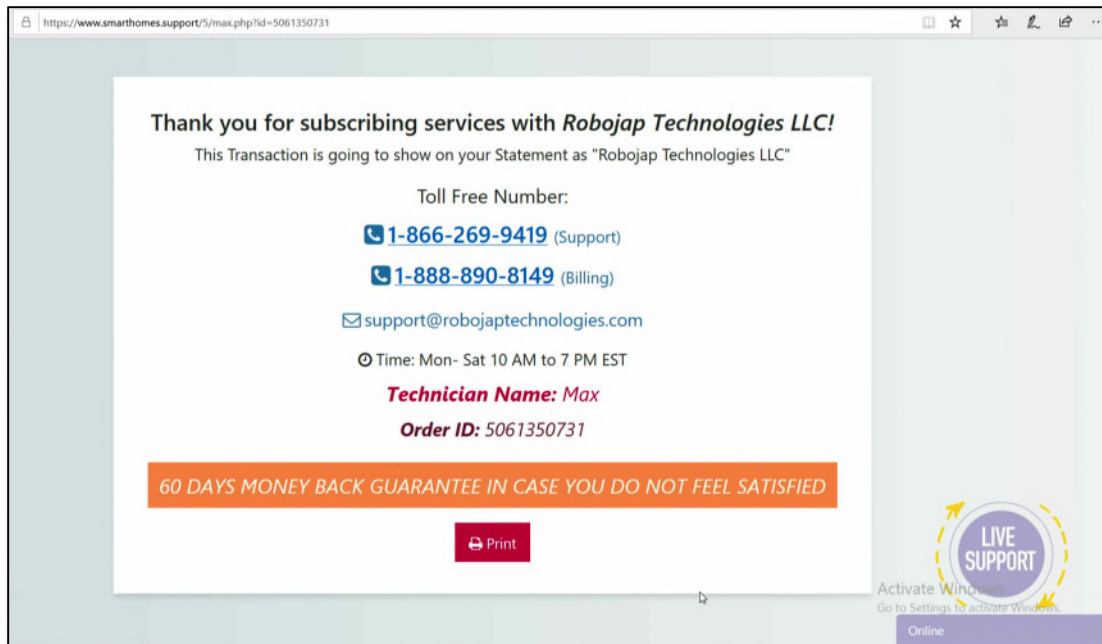 https://www.smarthomes.support/5/max.php?id=5061350731
Thank you for subscribing services with Robojap Technologies LLC!
This Transaction is going to show on your Statement as "Robojap Technologies LLC"
Toll Free Number:
1-866-269-9419 (Support)
1-888-890-8149 (Billing)
support@robojaptechnologies.com
Time: Mon- Sat 10 AM to 7 PM EST
Technician Name: Max
Order ID: 5061350731
60 DAYS MONEY BACK GUARANTEE IN CASE YOU DO NOT FEEL SATISFIED
Print
LIVE
SUPPORT
Activate Windows
Go to Settings to activate Windows.
Online